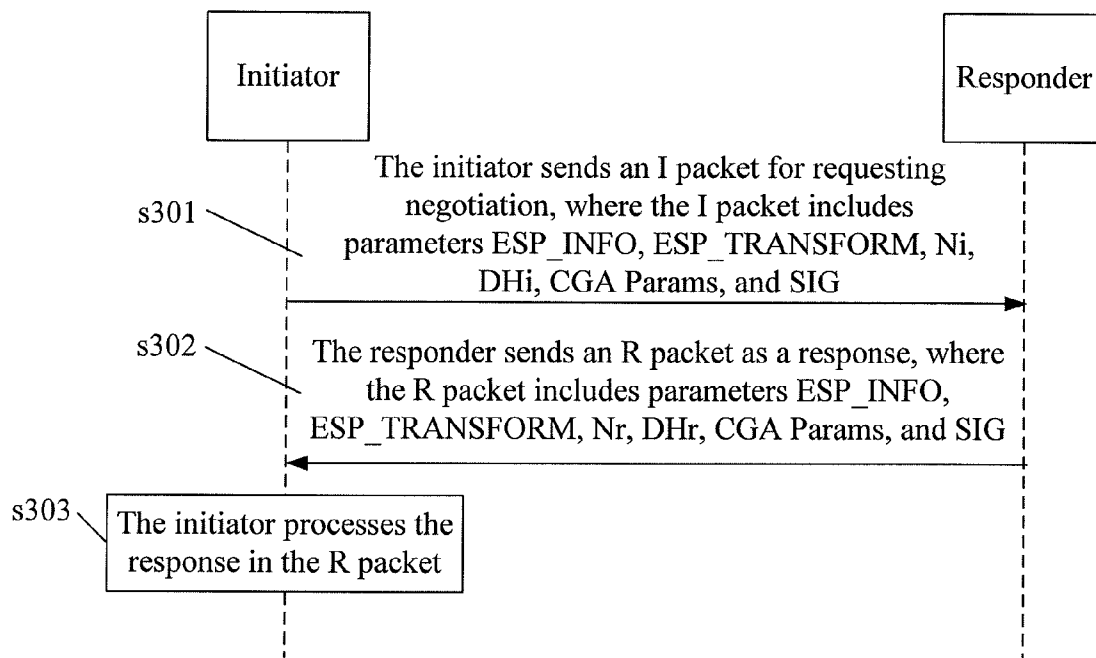 Initiator
Responder
The initiator sends an I packet for requesting
negotiation, where the I packet includes
parameters ESP_INFO, ESP_TRANSFORM, Ni,
DHi, CGA Params, and SIG
s301
s302
The responder sends an R packet as a response, where
the R packet includes parameters ESP_INFO,
ESP_TRANSFORM, Nr, DHr, CGA Params, and SIG
s303
The initiator processes the
response in the R packet